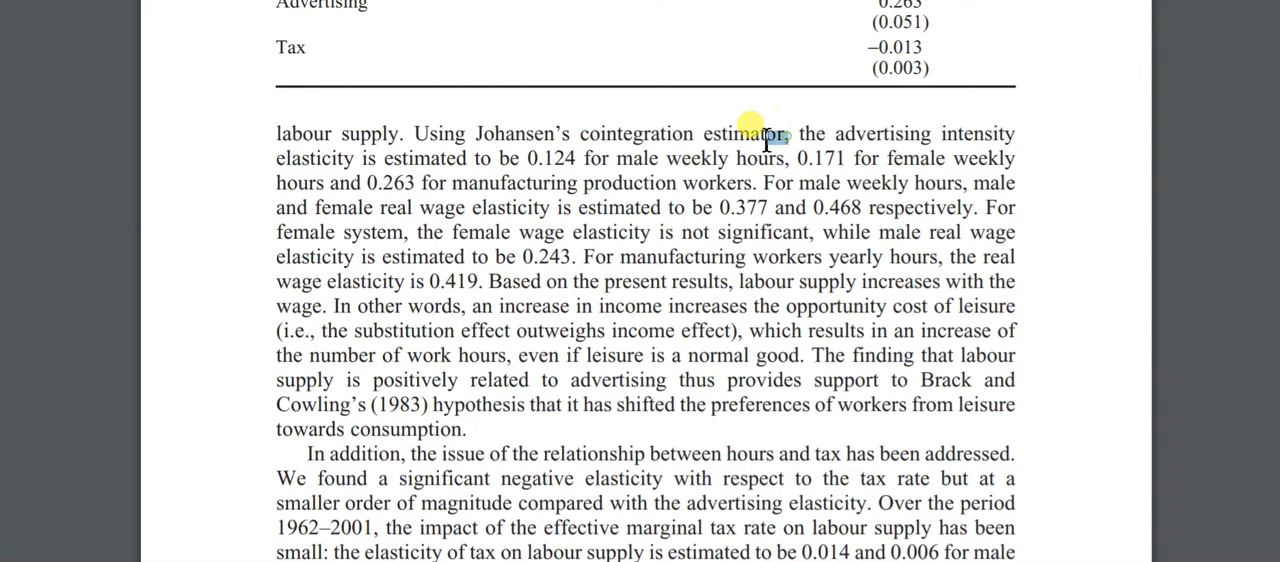 Advertising 0.263
(0.051)
Tax –0.013
(0.003)
labour supply. Using Johansen’s cointegration estimator, the advertising intensity
elasticity is estimated to be 0.124 for male weekly hours, 0.171 for female weekly
hours and 0.263 for manufacturing production workers. For male weekly hours, male
and female real wage elasticity is estimated to be 0.377 and 0.468 respectively. For
female system, the female wage elasticity is not significant, while male real wage
elasticity is estimated to be 0.243. For manufacturing workers yearly hours, the real
wage elasticity is 0.419. Based on the present results, labour supply increases with the
wage. In other words, an increase in income increases the opportunity cost of leisure
(i.e., the substitution effect outweighs income effect), which results in an increase of
the number of work hours, even if leisure is a normal good. The finding that labour
supply is positively related to advertising thus provides support to Brack and
Cowling’s (1983) hypothesis that it has shifted the preferences of workers from leisure
towards consumption.
In addition, the issue of the relationship between hours and tax has been addressed.
We found a significant negative elasticity with respect to the tax rate but at a
smaller order of magnitude compared with the advertising elasticity. Over the period
1962–2001, the impact of the effective marginal tax rate on labour supply has been
small: the elasticity of tax on labour supply is estimated to be 0.014 and 0.006 for male